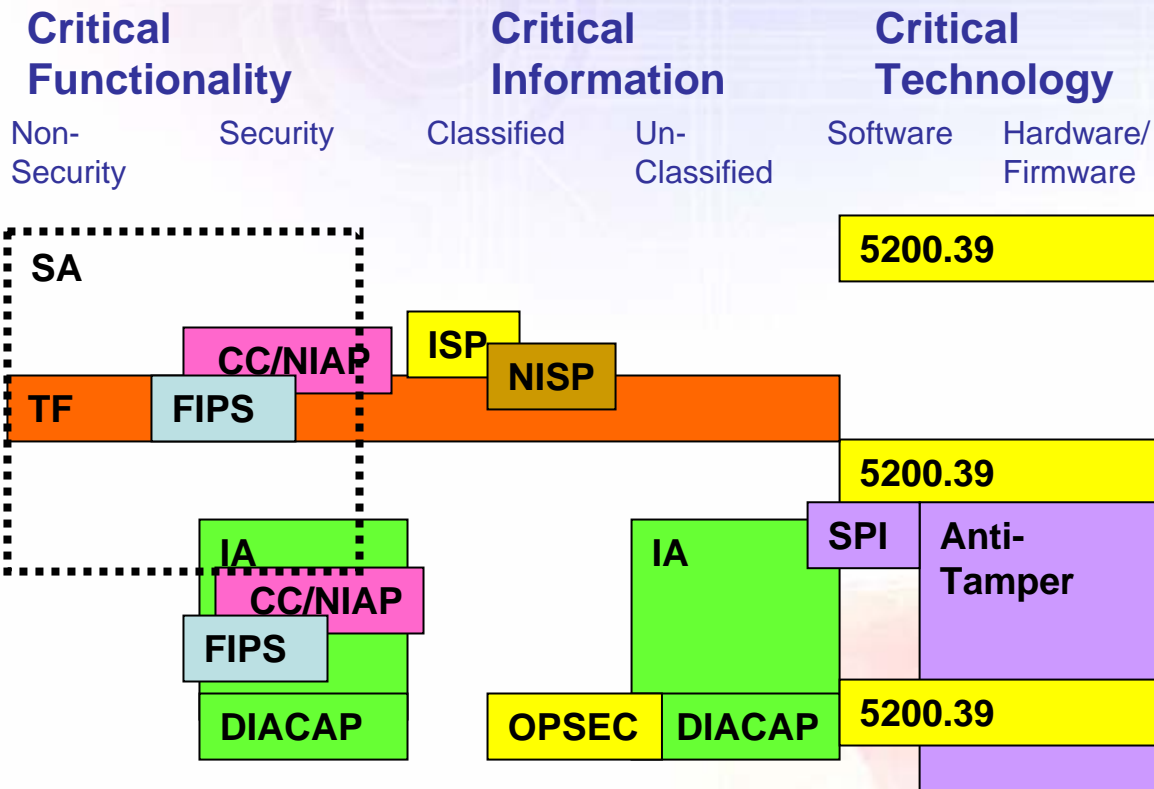 Critical
Functionality
Critical
Information
Critical
Technology
Non-
Security
Security
Classified
Un-
Classified
Software
Hardware/
Firmware
SA
5200.39
CC/NIAP
ISP
NISP
TF
FIPS
5200.39
IA
IA
SPI
Anti-
Tamper
CC/NIAP
FIPS
DIACAP
OPSEC
DIACAP
5200.39